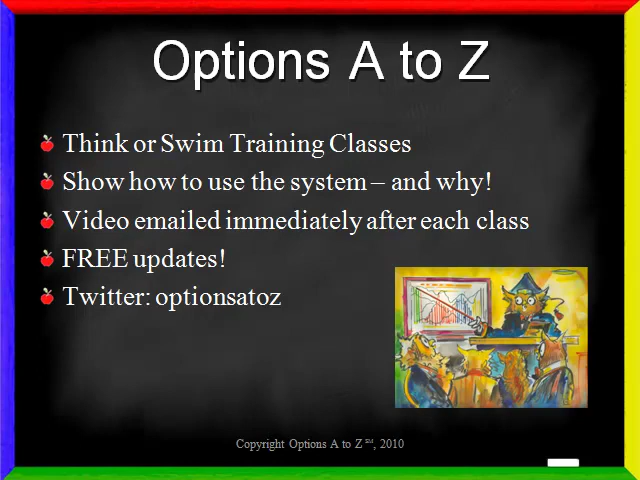 Options A to Z
Think or Swim Training Classes
Show how to use the system – and why!
Video emailed immediately after each class
FREE updates!
Twitter: optionsatoz
Copyright Options A to Z ℠, 2010